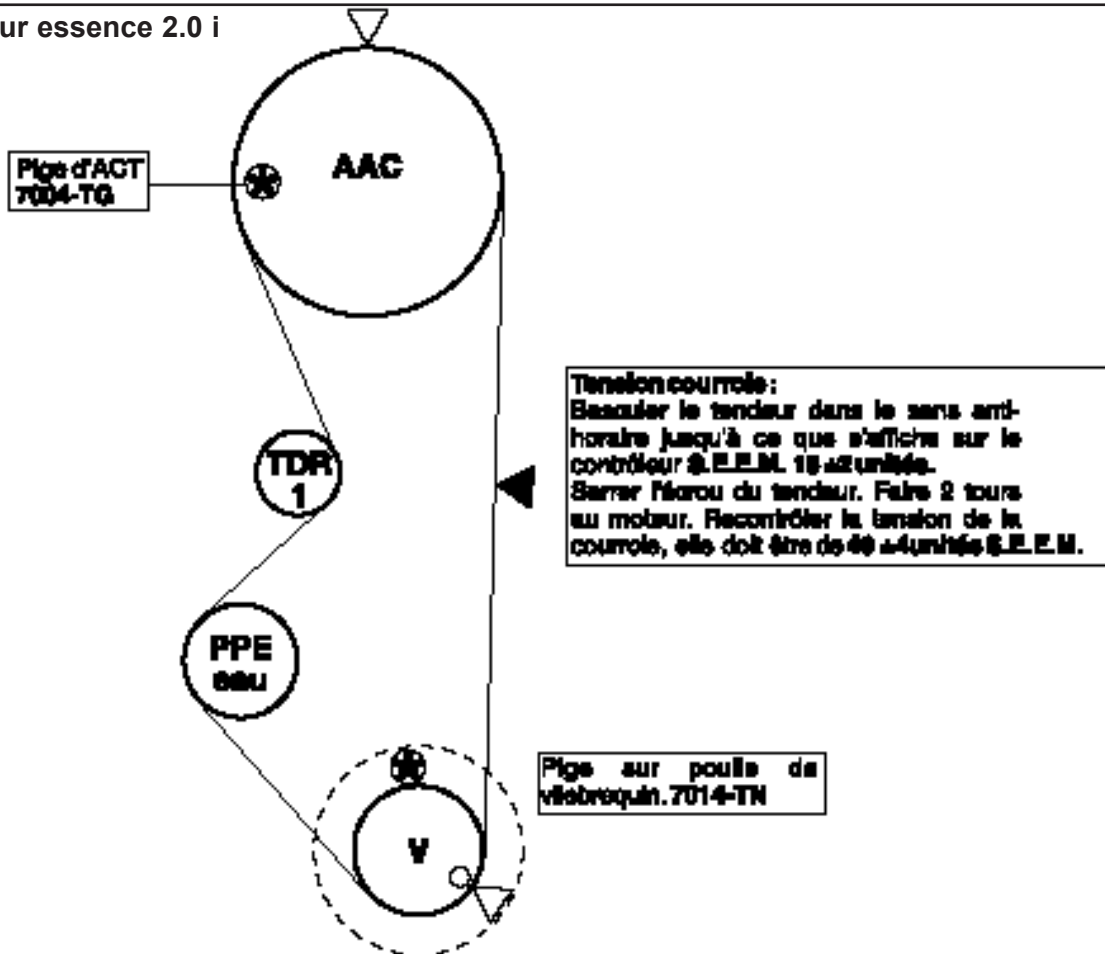 ur essence 2.0 i
Pige d'ACT
7004-TG
AAC
TDR
1
Tension courroie :
Basculer le tendeur dans le sens anti-
horaire jusqu'à ce que s'affiche sur le
contrôleur S.E.E.M. ±2 unités.
Serrer l'écrou du tendeur. Faire 2 tours
au moteur. Recontrôler la tension de la
courroie, elle doit être de ±4 unités S.E.E.M.
PPE
eau
Pige sur poulie de
vilebrequin. 7014-TN
V